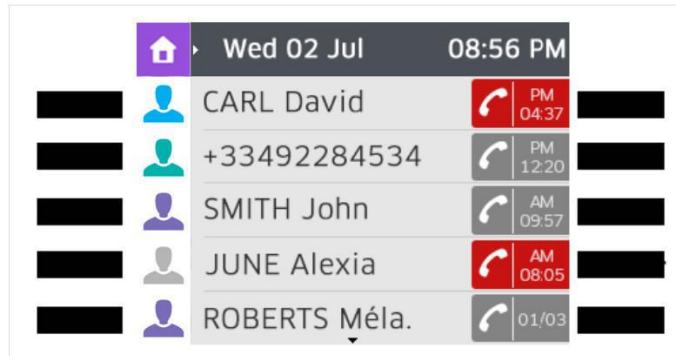 Wed 02 Jul 08:56 PM
CARL David PM 04:37
+33492284534 PM 12:20
SMITH John AM 09:57
JUNE Alexia AM 08:05
ROBERTS Méla. 01/03